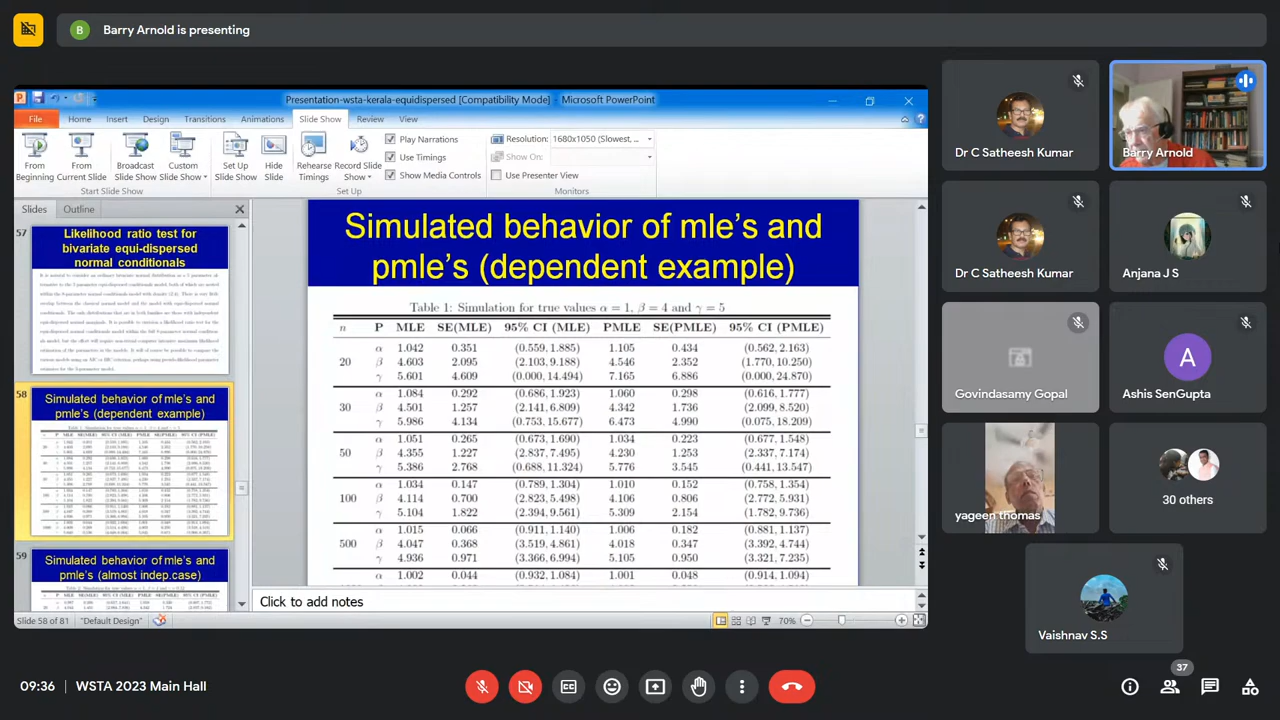 B Barry Arnold is presenting
Presentation-wsta-kerala-equidispersed [Compatibility Mode] - Microsoft PowerPoint
File Home Insert Design Transitions Animations Slide Show Review View
From Beginning
From Current Slide
Broadcast Slide Show
Custom Slide Show
Start Slide Show
Set Up Slide Show
Hide Slide
Rehearse Timings
Record Slide Show
Play Narrations
Use Timings
Show Media Controls
Set Up
Resolution: 1680x1050 (Slowest, ...
Show On:
Use Presenter View
Monitors
Slides Outline
57
Likelihood ratio test for
bivariate equi-dispersed
normal conditionals
58
Simulated behavior of mle's and
pmle's (dependent example)
59
Simulated behavior of mle's and
pmle's (almost indep.case)
Simulated behavior of mle's and
pmle's (dependent example)
Table 1: Simulation for true values α = 1, β = 4 and γ = 5
n P MLE SE(MLE) 95% CI (MLE) PMLE SE(PMLE) 95% CI (PMLE)
α 1.042 0.351 (0.559, 1.885) 1.105 0.434 (0.562, 2.163)
20 β 4.603 2.095 (2.103, 9.188) 4.546 2.352 (1.770, 10.250)
γ 5.601 4.609 (0.000, 14.494) 7.165 6.886 (0.000, 24.870)
α 1.084 0.292 (0.686, 1.923) 1.060 0.298 (0.616, 1.777)
30 β 4.501 1.257 (2.141, 6.809) 4.342 1.736 (2.099, 8.520)
γ 5.986 4.134 (0.753, 15.677) 6.473 4.990 (0.075, 18.209)
α 1.051 0.265 (0.673, 1.690) 1.034 0.223 (0.677, 1.548)
50 β 4.355 1.227 (2.837, 7.495) 4.230 1.253 (2.337, 7.174)
γ 5.386 2.768 (0.688, 11.324) 5.776 3.545 (0.441, 13.547)
α 1.034 0.147 (0.789, 1.304) 1.010 0.152 (0.758, 1.354)
100 β 4.114 0.700 (2.823, 5.498) 4.100 0.806 (2.772, 5.931)
γ 5.104 1.822 (2.394, 9.561) 5.309 2.154 (1.782, 9.736)
α 1.015 0.066 (0.911, 1.140) 1.006 0.182 (0.881, 1.137)
500 β 4.047 0.368 (3.519, 4.861) 4.018 0.347 (3.392, 4.744)
γ 4.936 0.971 (3.366, 6.994) 5.105 0.950 (3.321, 7.235)
α 1.002 0.044 (0.932, 1.084) 1.001 0.048 (0.914, 1.094)
Click to add notes
Slide 58 of 81 "Default Design" 70%
Dr C Satheesh Kumar
Barry Arnold
Dr C Satheesh Kumar
Anjana J S
Govindasamy Gopal
A
Ashis SenGupta
yageen thomas
30 others
Vaishnav S.S
09:36 WSTA 2023 Main Hall
37